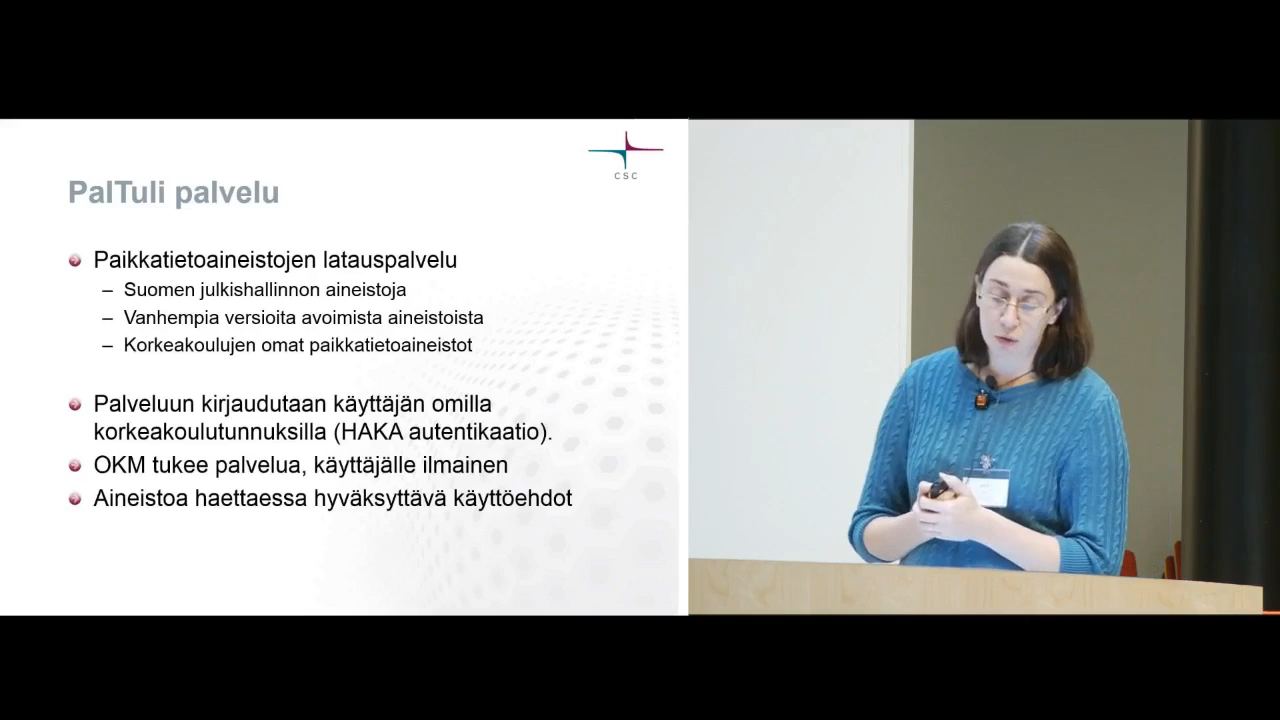 CSC
PalTuli palvelu
Paikkatietoaineistojen latauspalvelu
– Suomen julkishallinnon aineistoja
– Vanhempia versioita avoimista aineistoista
– Korkeakoulujen omat paikkatietoaineistot
Palveluun kirjaudutaan käyttäjän omilla
korkeakoulutunnuksilla (HAKA autentikaatio).
OKM tukee palvelua, käyttäjälle ilmainen
Aineistoa haettaessa hyväksyttävä käyttöehdot